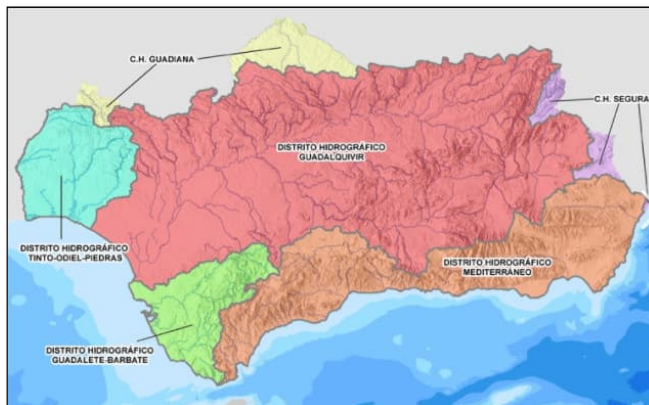 C.H. GUADIANA
C.H. SEGURA
DISTRITO HIDROGRÁFICO
GUADALQUIVIR
DISTRITO HIDROGRÁFICO
TINTO-ODIEL-PIEDRAS
DISTRITO HIDROGRÁFICO
MEDITERRÁNEO
DISTRITO HIDROGRÁFICO
GUADALETE-BARBATE